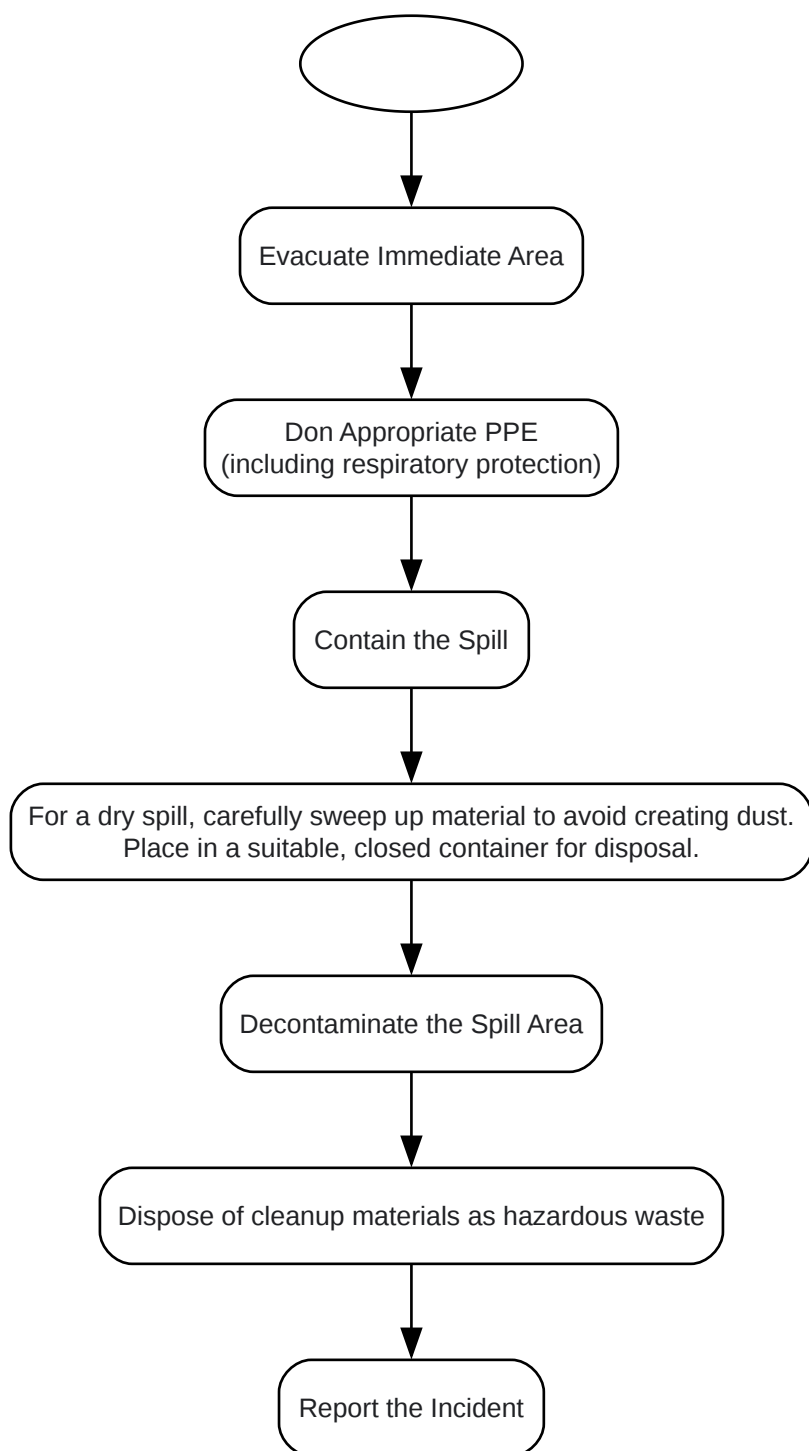 Evacuate Immediate Area
Don Appropriate PPE
(including respiratory protection)
Contain the Spill
For a dry spill, carefully sweep up material to avoid creating dust.
Place in a suitable, closed container for disposal.
Decontaminate the Spill Area
Dispose of cleanup materials as hazardous waste
Report the Incident